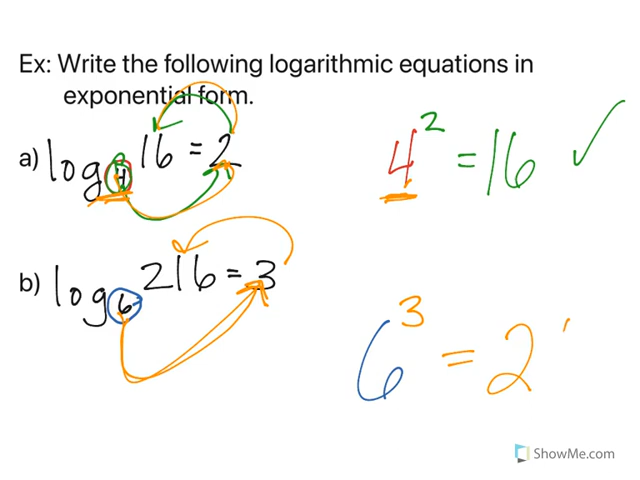 Ex: Write the following logarithmic equations in
exponential form.
a) log₄ 16 = 2
4² = 16 ✓
b) log₆ 216 = 3
6³ = 2
ShowMe.com